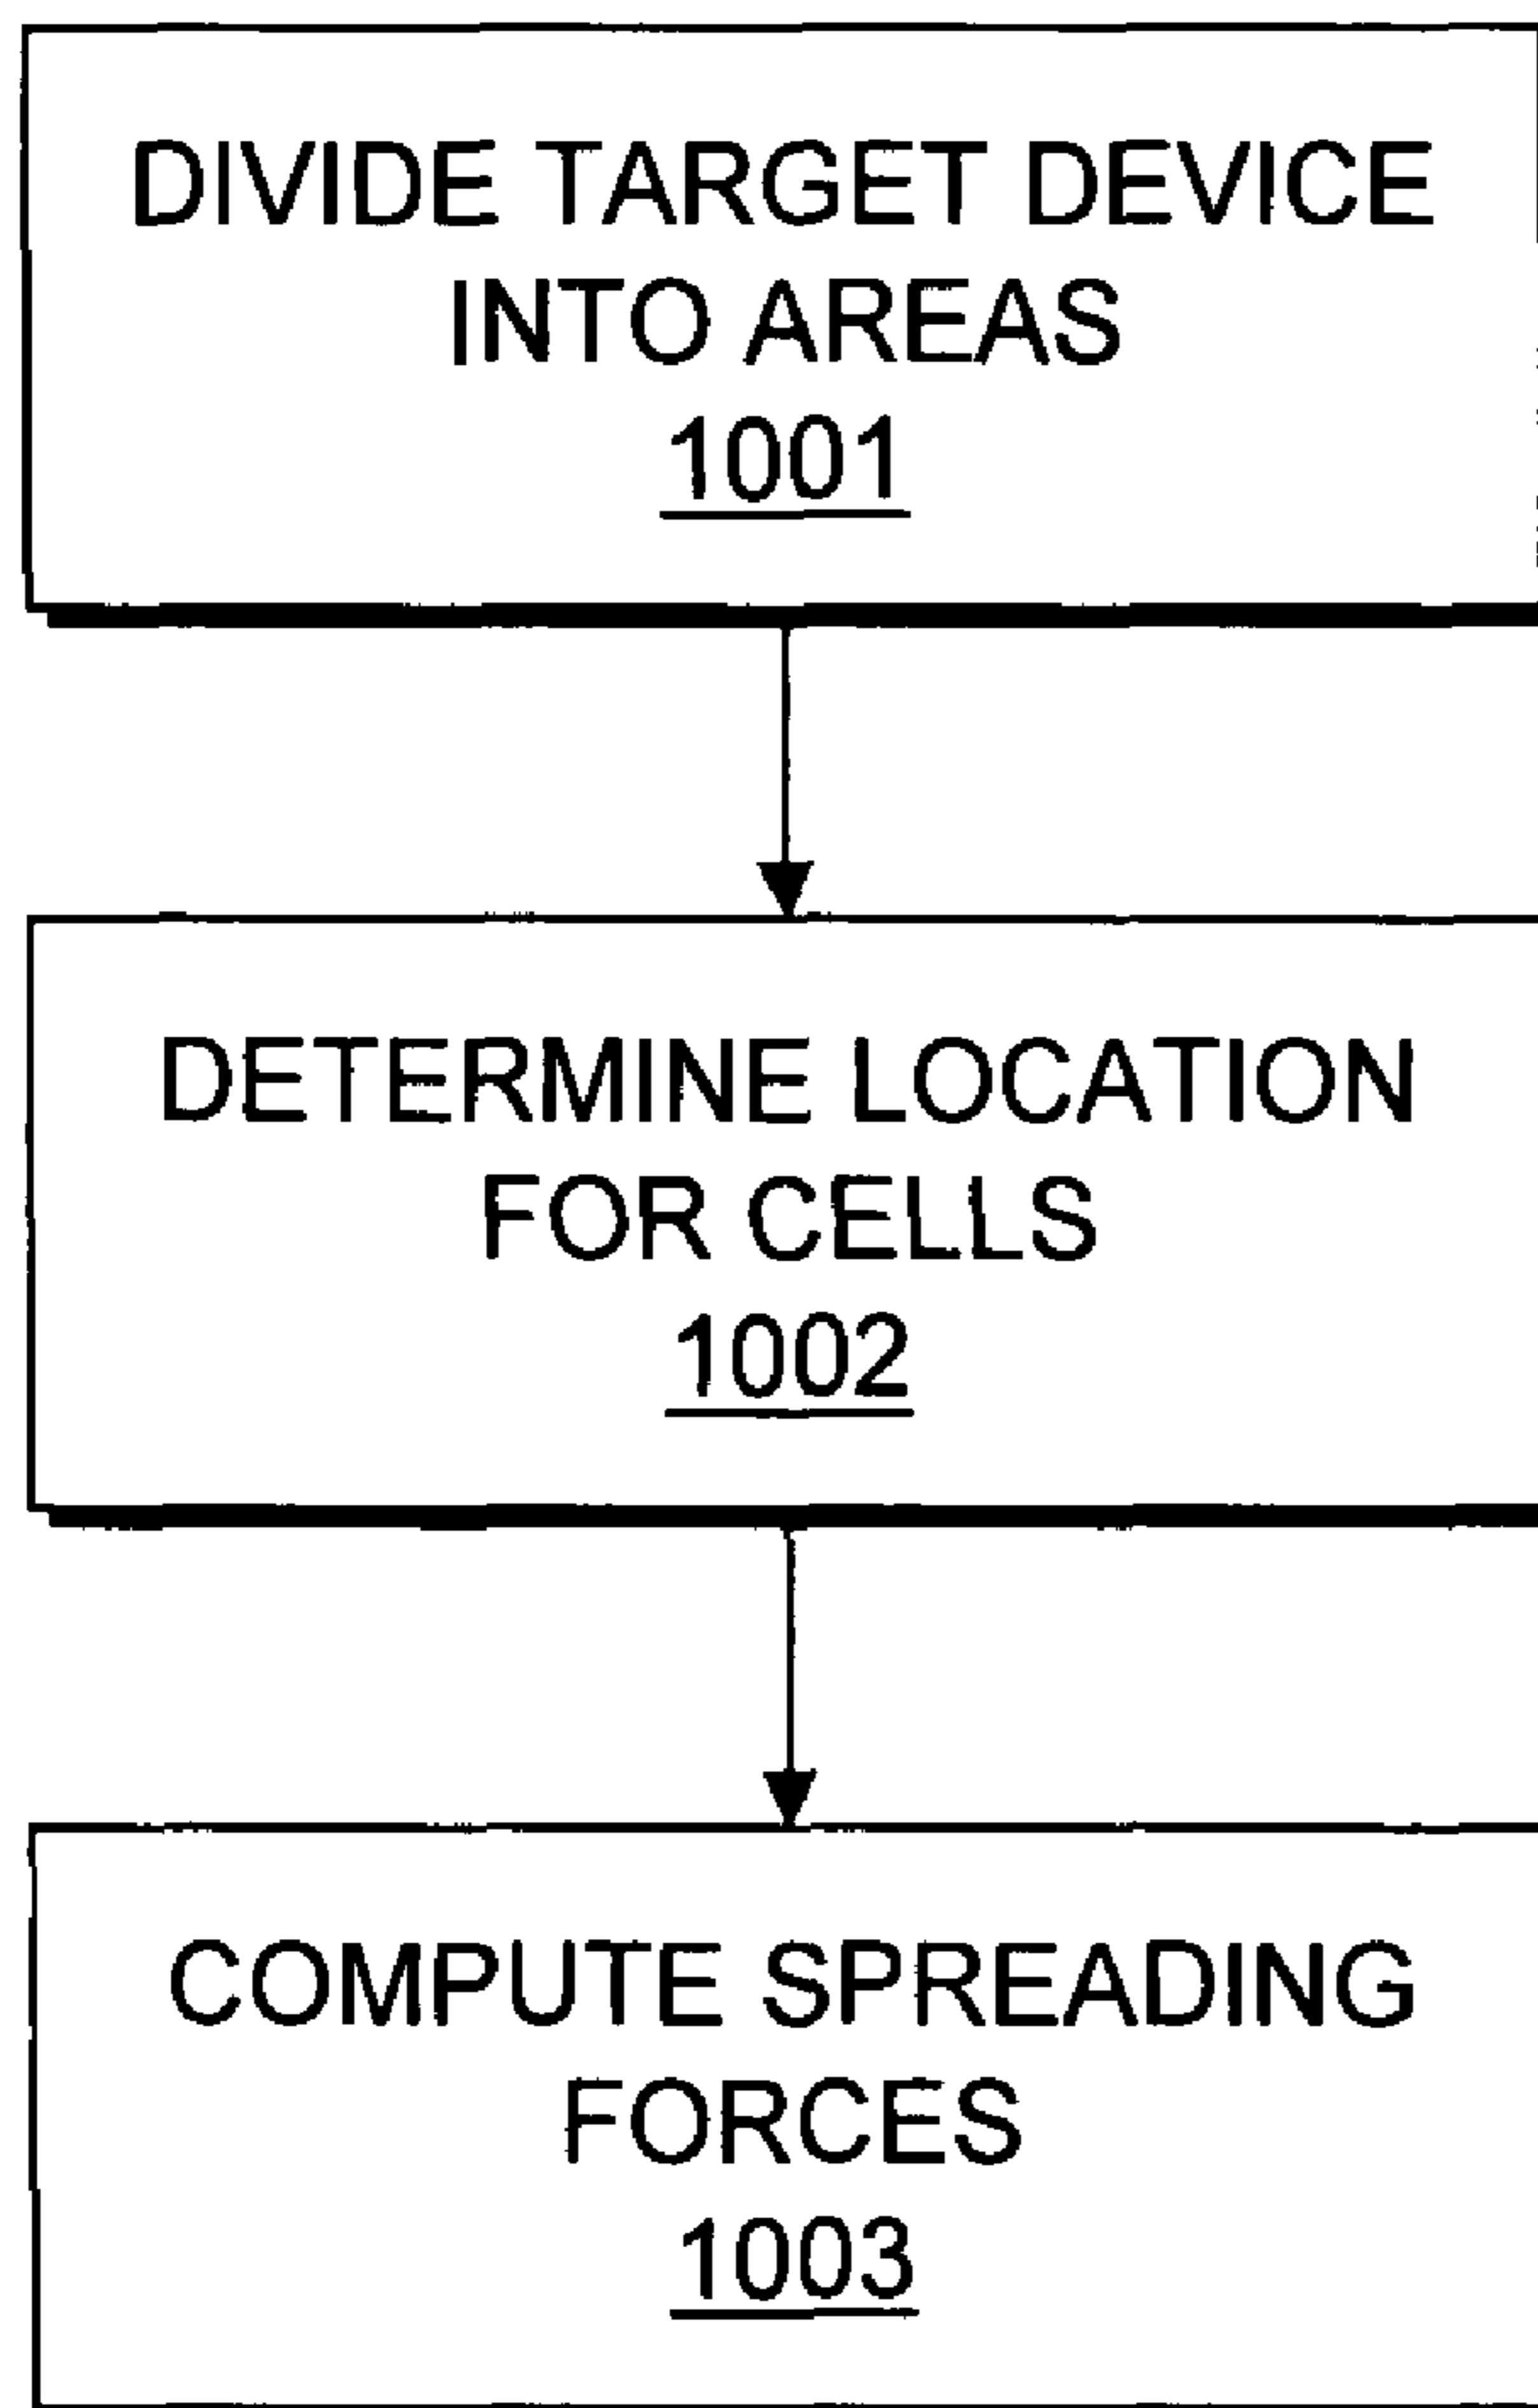 DIVIDE TARGET DEVICE
INTO AREAS
1001
DETERMINE LOCATION
FOR CELLS
1002
COMPUTE SPREADING
FORCES
1003